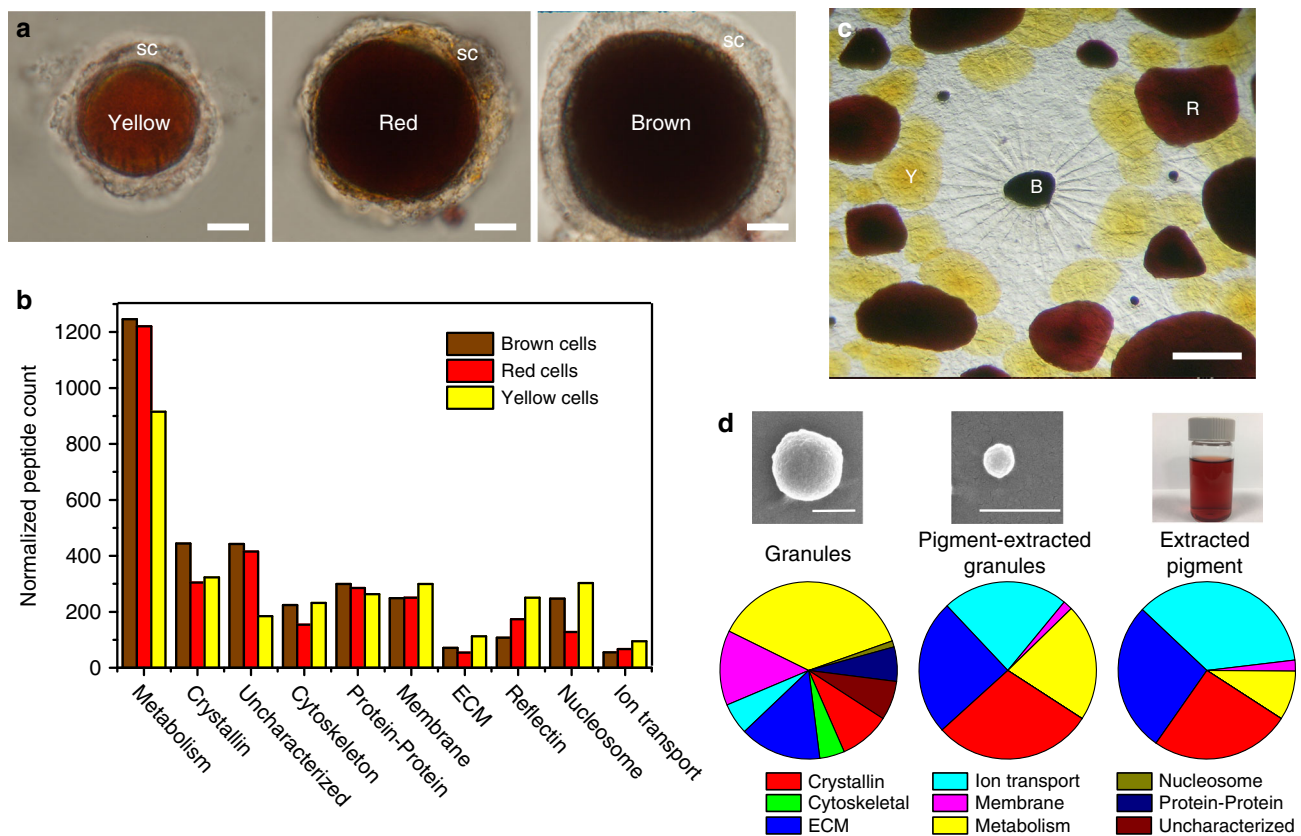 a
sc
Yellow
sc
Red
sc
Brown
c
R
Y
B
b
Normalized peptide count
1200
1000
800
600
400
200
0
Brown cells
Red cells
Yellow cells
Metabolism
Crystallin
Uncharacterized
Cytoskeleton
Protein-Protein
Membrane
ECM
Reflectin
Nucleosome
Ion transport
d
Granules
Pigment-extracted
granules
Extracted
pigment
Crystallin
Cytoskeletal
ECM
Ion transport
Membrane
Metabolism
Nucleosome
Protein-Protein
Uncharacterized